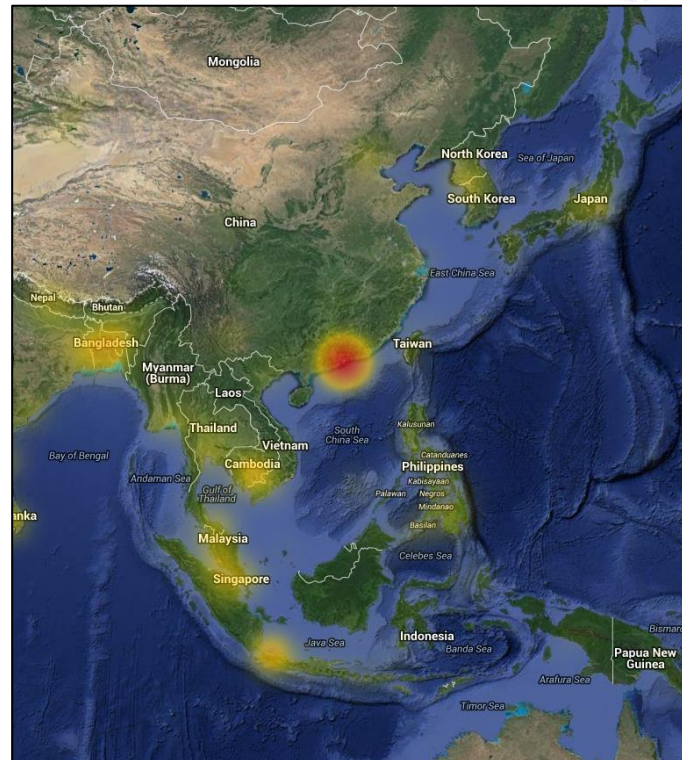 Mongolia
North Korea
Sea of Japan
South Korea
Japan
China
East China Sea
Nepal
Bhutan
Bangladesh
Taiwan
Myanmar
(Burma)
Laos
Kalusunan
Thailand
South
China Sea
Vietnam
Bay of Bengal
Catanduanes
Cambodia
Philippines
Andaman Sea
Gulf of
Thailand
Kabisayaan
Palawan
Negros
Mindanao
anka
Basilan
Malaysia
Celebes Sea
Singapore
Java Sea
Indonesia
Banda Sea
Bismar
Papua New
Guinea
Arafura Sea
Timor Sea